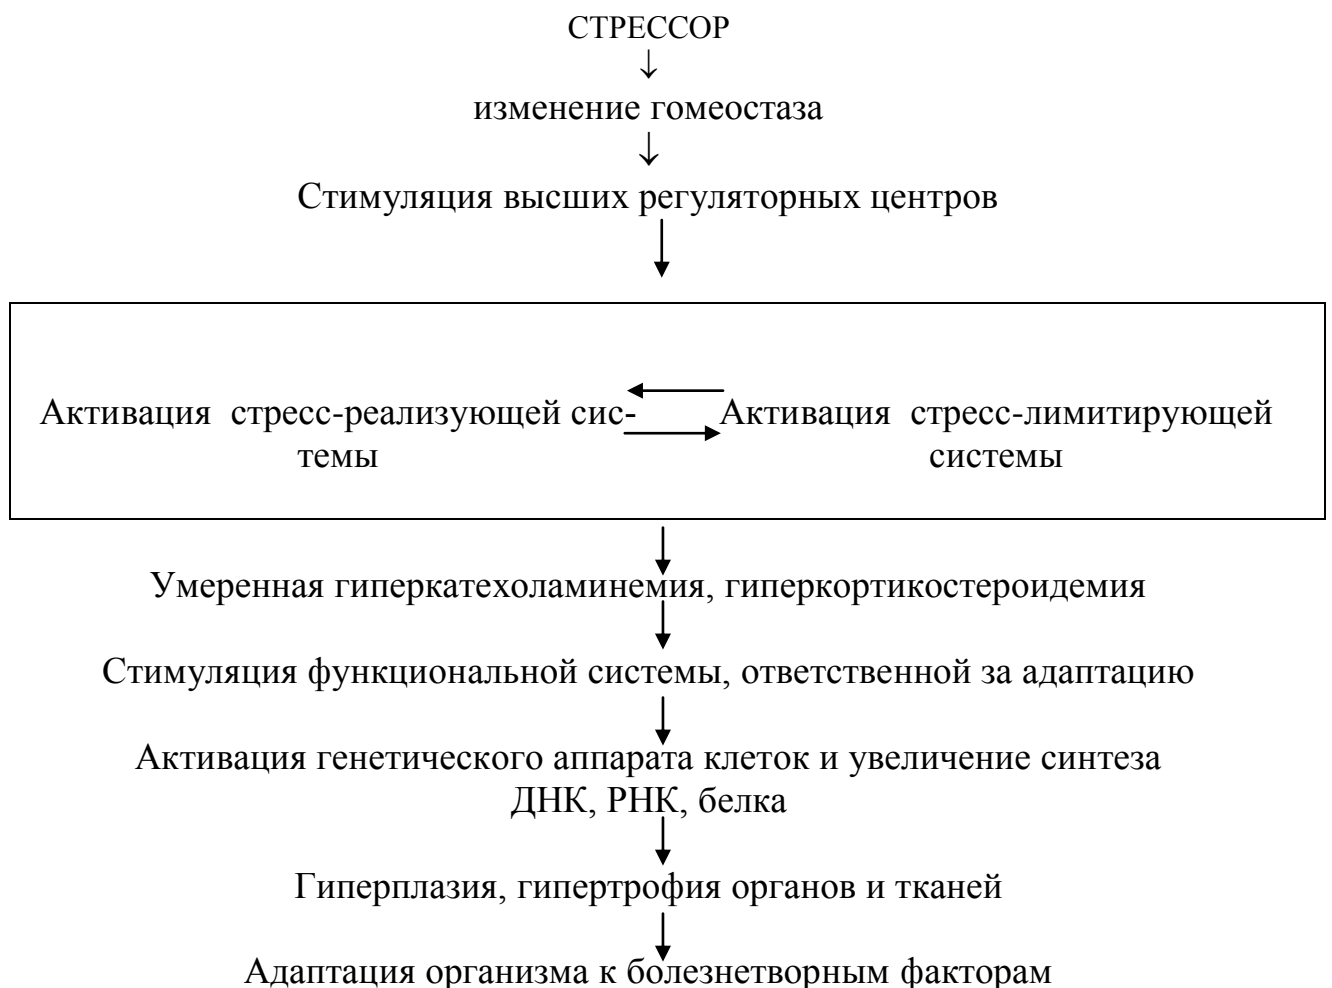 СТРЕССОР
↓
изменение гомеостаза
↓
Стимуляция высших регуляторных центров
Активация стресс-реализующей сис- Активация стресс-лимитирующей
темы системы
Умеренная гиперкатехоламинемия, гиперкортикостероидемия
Стимуляция функциональной системы, ответственной за адаптацию
Активация генетического аппарата клеток и увеличение синтеза
ДНК, РНК, белка
Гиперплазия, гипертрофия органов и тканей
Адаптация организма к болезнетворным факторам